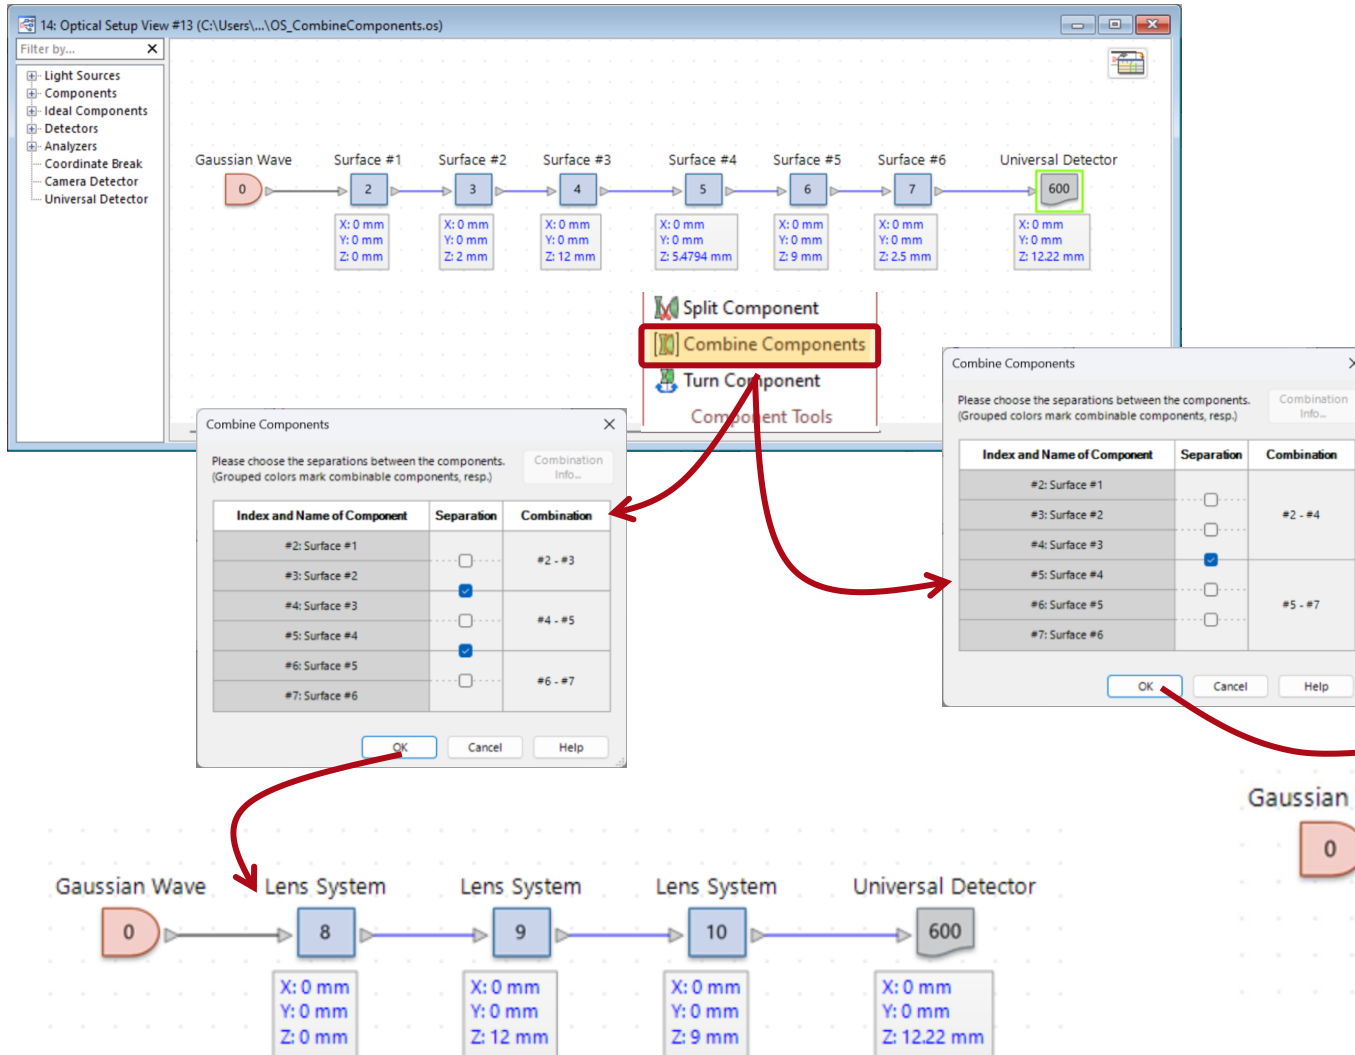 14: Optical Setup View #13 (C:\Users\...\OS_CombineComponents.os)
Filter by...
Light Sources
Components
Ideal Components
Detectors
Analyzers
Coordinate Break
Camera Detector
Universal Detector
Gaussian Wave Surface #1 Surface #2 Surface #3 Surface #4 Surface #5 Surface #6 Universal Detector
0 2 3 4 5 6 7 600
X: 0 mm X: 0 mm X: 0 mm X: 0 mm X: 0 mm X: 0 mm X: 0 mm
Y: 0 mm Y: 0 mm Y: 0 mm Y: 0 mm Y: 0 mm Y: 0 mm Y: 0 mm
Z: 0 mm Z: 2 mm Z: 12 mm Z: 5.4794 mm Z: 9 mm Z: 2.5 mm Z: 12.22 mm
Split Component
Combine Components
Turn Component
Component Tools
Combine Components
Please choose the separations between the components.
(Grouped colors mark combinable components, resp.)
Combination
Info...
Index and Name of Component Separation Combination
#2: Surface #1
#3: Surface #2
#4: Surface #3
#5: Surface #4
#6: Surface #5
#7: Surface #6
#2 - #3
#4 - #5
#6 - #7
OK Cancel Help
Combine Components
Please choose the separations between the components.
(Grouped colors mark combinable components, resp.)
Combination
Info...
Index and Name of Component Separation Combination
#2: Surface #1
#3: Surface #2
#4: Surface #3
#5: Surface #4
#6: Surface #5
#7: Surface #6
#2 - #4
#5 - #7
OK Cancel Help
Gaussian Wave Lens System Lens System Lens System Universal Detector
0 8 9 10 600
X: 0 mm X: 0 mm X: 0 mm X: 0 mm
Y: 0 mm Y: 0 mm Y: 0 mm Y: 0 mm
Z: 0 mm Z: 12 mm Z: 9 mm Z: 12.22 mm
Gaussian
0